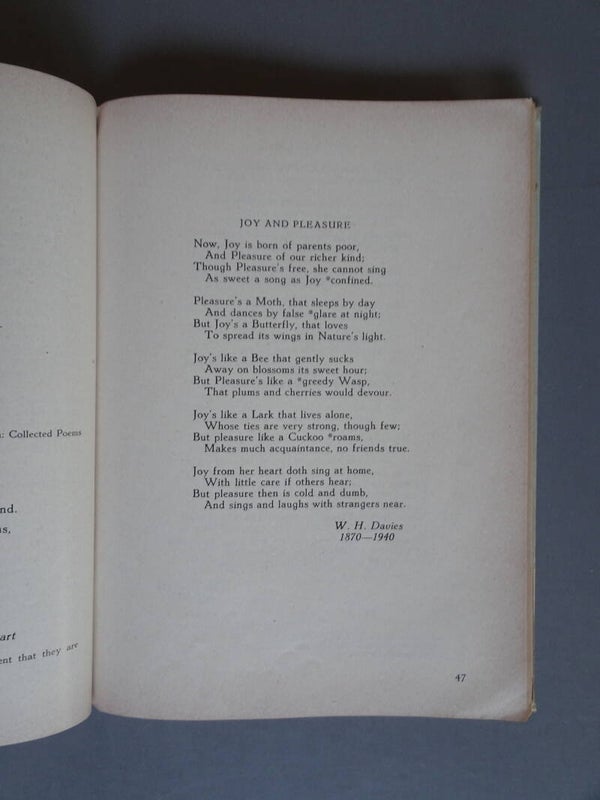 : Collected Poems
nd.
s,
art
ent that they are
JOY AND PLEASURE
Now, Joy is born of parents poor,
And Pleasure of our richer kind;
Though Pleasure's free, she cannot sing
As sweet a song as Joy *confined.
Pleasure's a Moth, that sleeps by day
And dances by false *glare at night;
But Joy's a Butterfly, that loves
To spread its wings in Nature's light.
Joy's like a Bee that gently sucks
Away on blossoms its sweet hour;
But Pleasure's like a *greedy Wasp,
That plums and cherries would devour.
Joy's like a Lark that lives alone,
Whose ties are very strong, though few;
But pleasure like a Cuckoo *roams,
Makes much acquaintance, no friends true.
Joy from her heart doth sing at home,
With little care if others hear;
But pleasure then is cold and dumb,
And sings and laughs with strangers near.
W. H. Davies
1870—1940
47